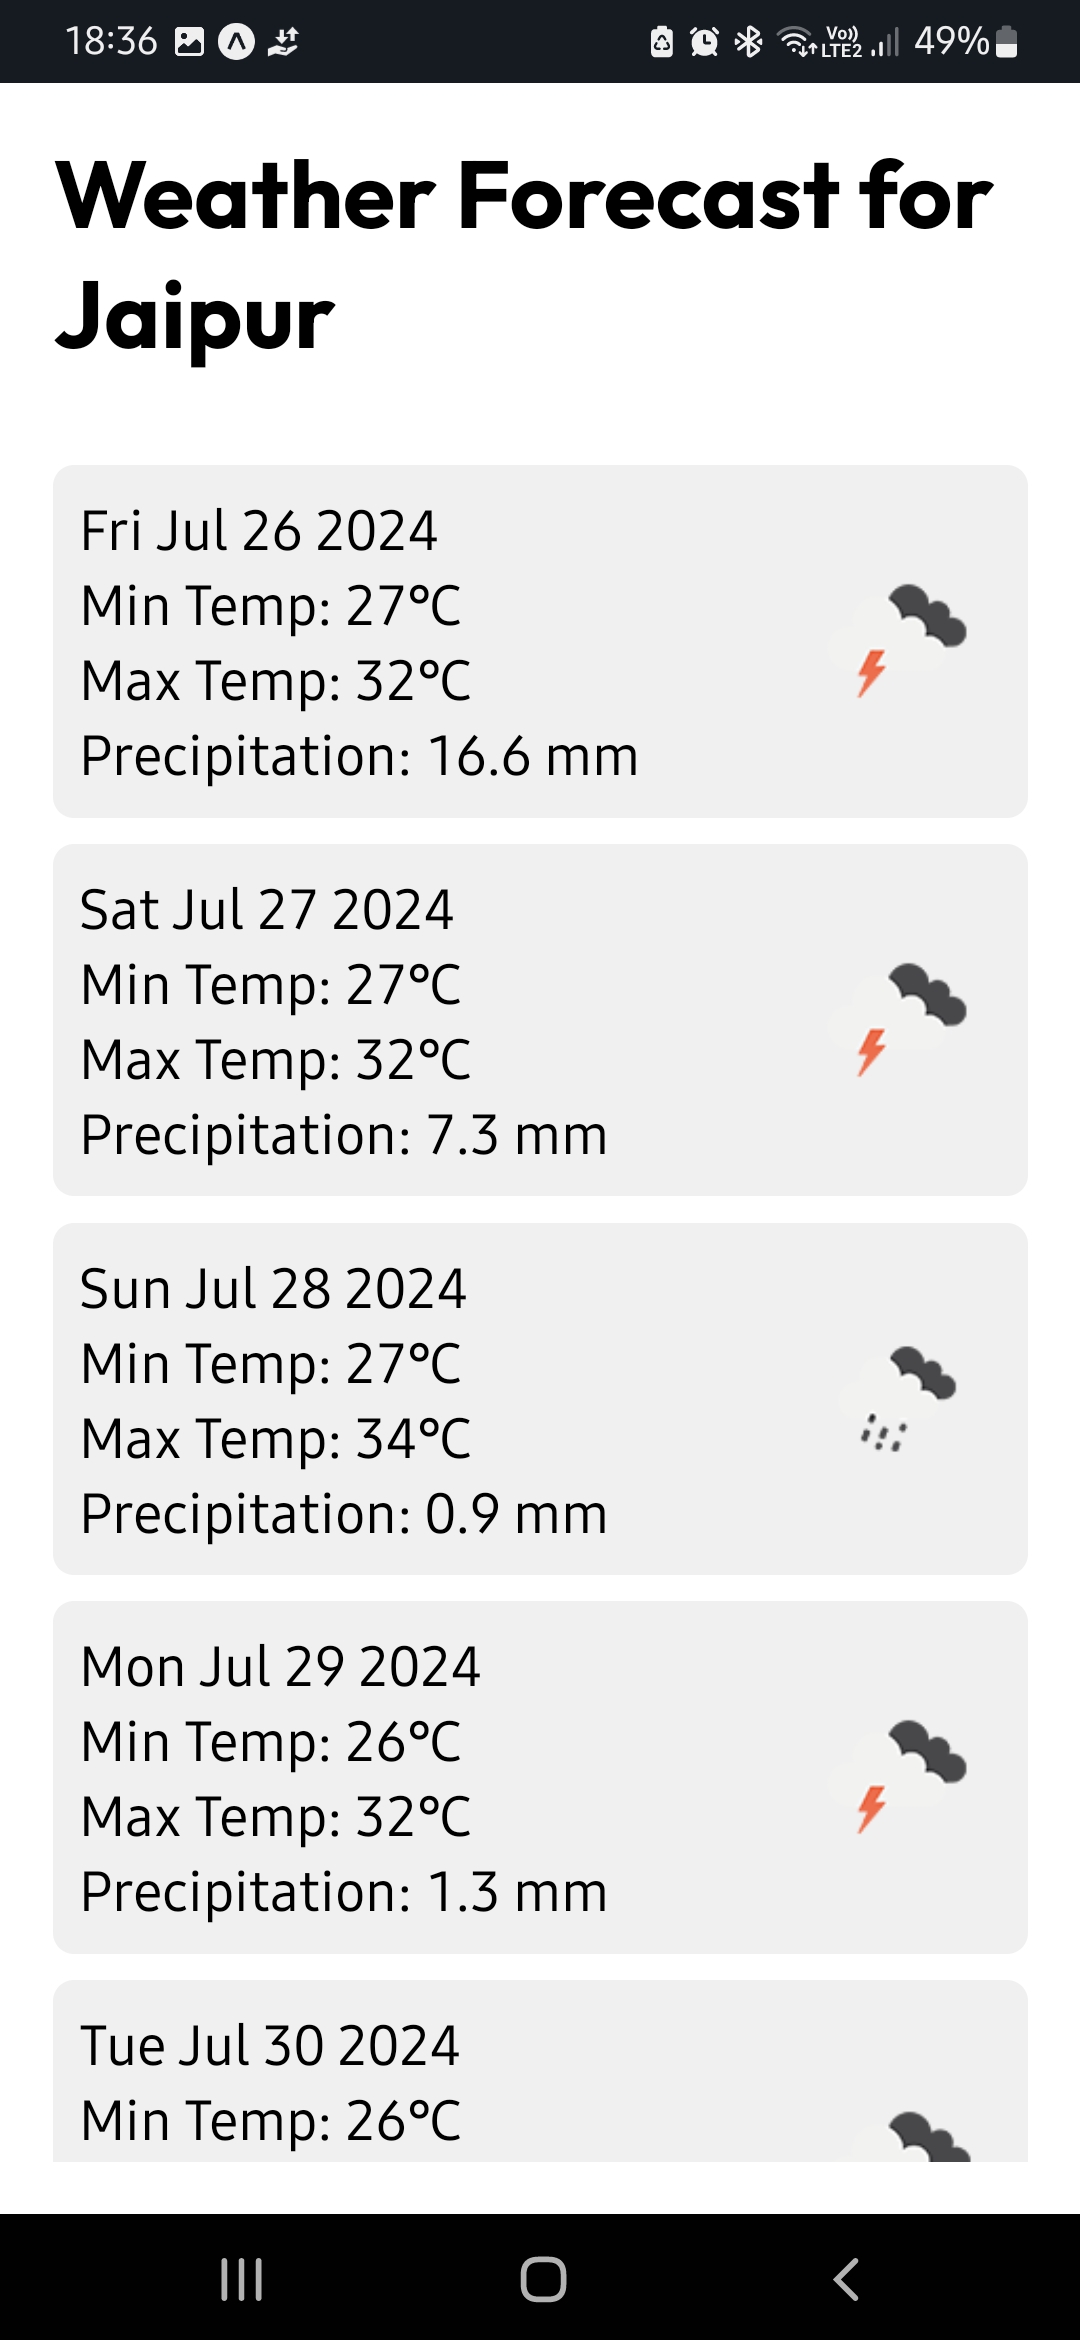 18:36
Vo))
LTE2
49%
Weather Forecast for
Jaipur
Fri Jul 26 2024
Min Temp: 27°C
Max Temp: 32°C
Precipitation: 16.6 mm
Sat Jul 27 2024
Min Temp: 27°C
Max Temp: 32°C
Precipitation: 7.3 mm
Sun Jul 28 2024
Min Temp: 27°C
Max Temp: 34°C
Precipitation: 0.9 mm
Mon Jul 29 2024
Min Temp: 26°C
Max Temp: 32°C
Precipitation: 1.3 mm
Tue Jul 30 2024
Min Temp: 26°C